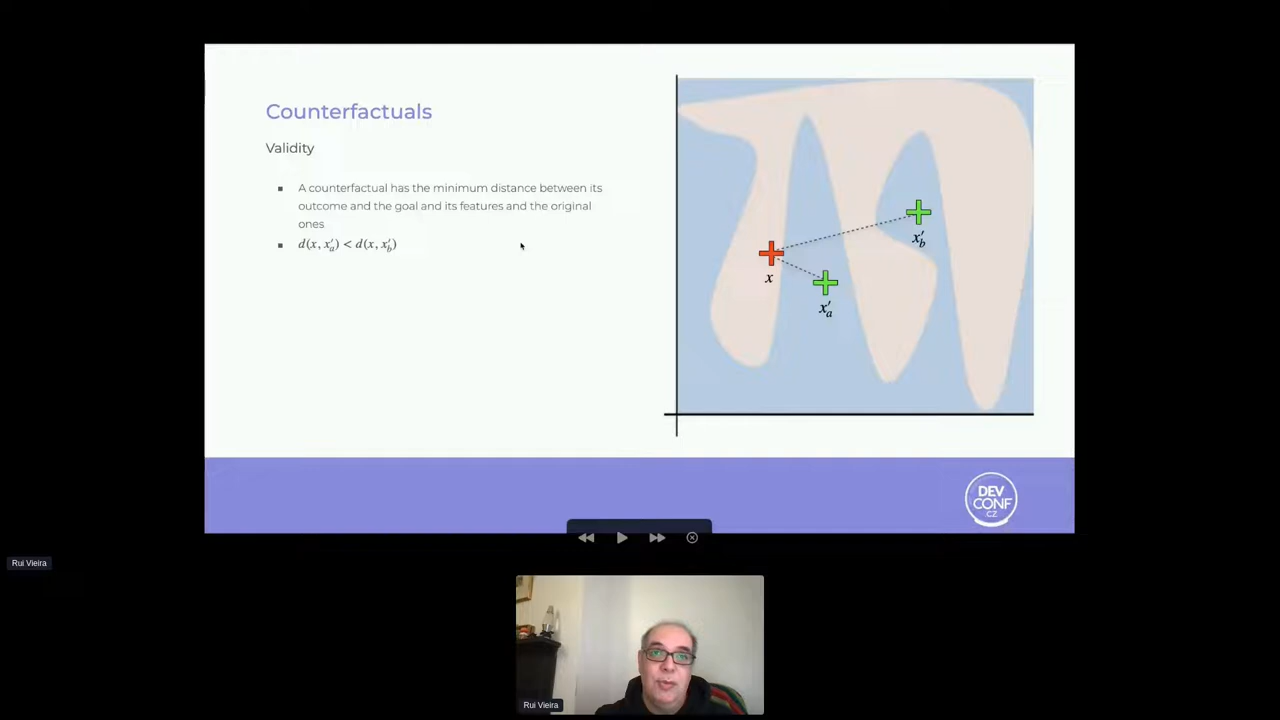 Counterfactuals
Validity
▪ A counterfactual has the minimum distance between its
outcome and the goal and its features and the original
ones
▪ d(x, x′a) < d(x, x′b)
x
x′a
x′b
DEV
CONF
CZ
Rui Vieira
Rui Vieira